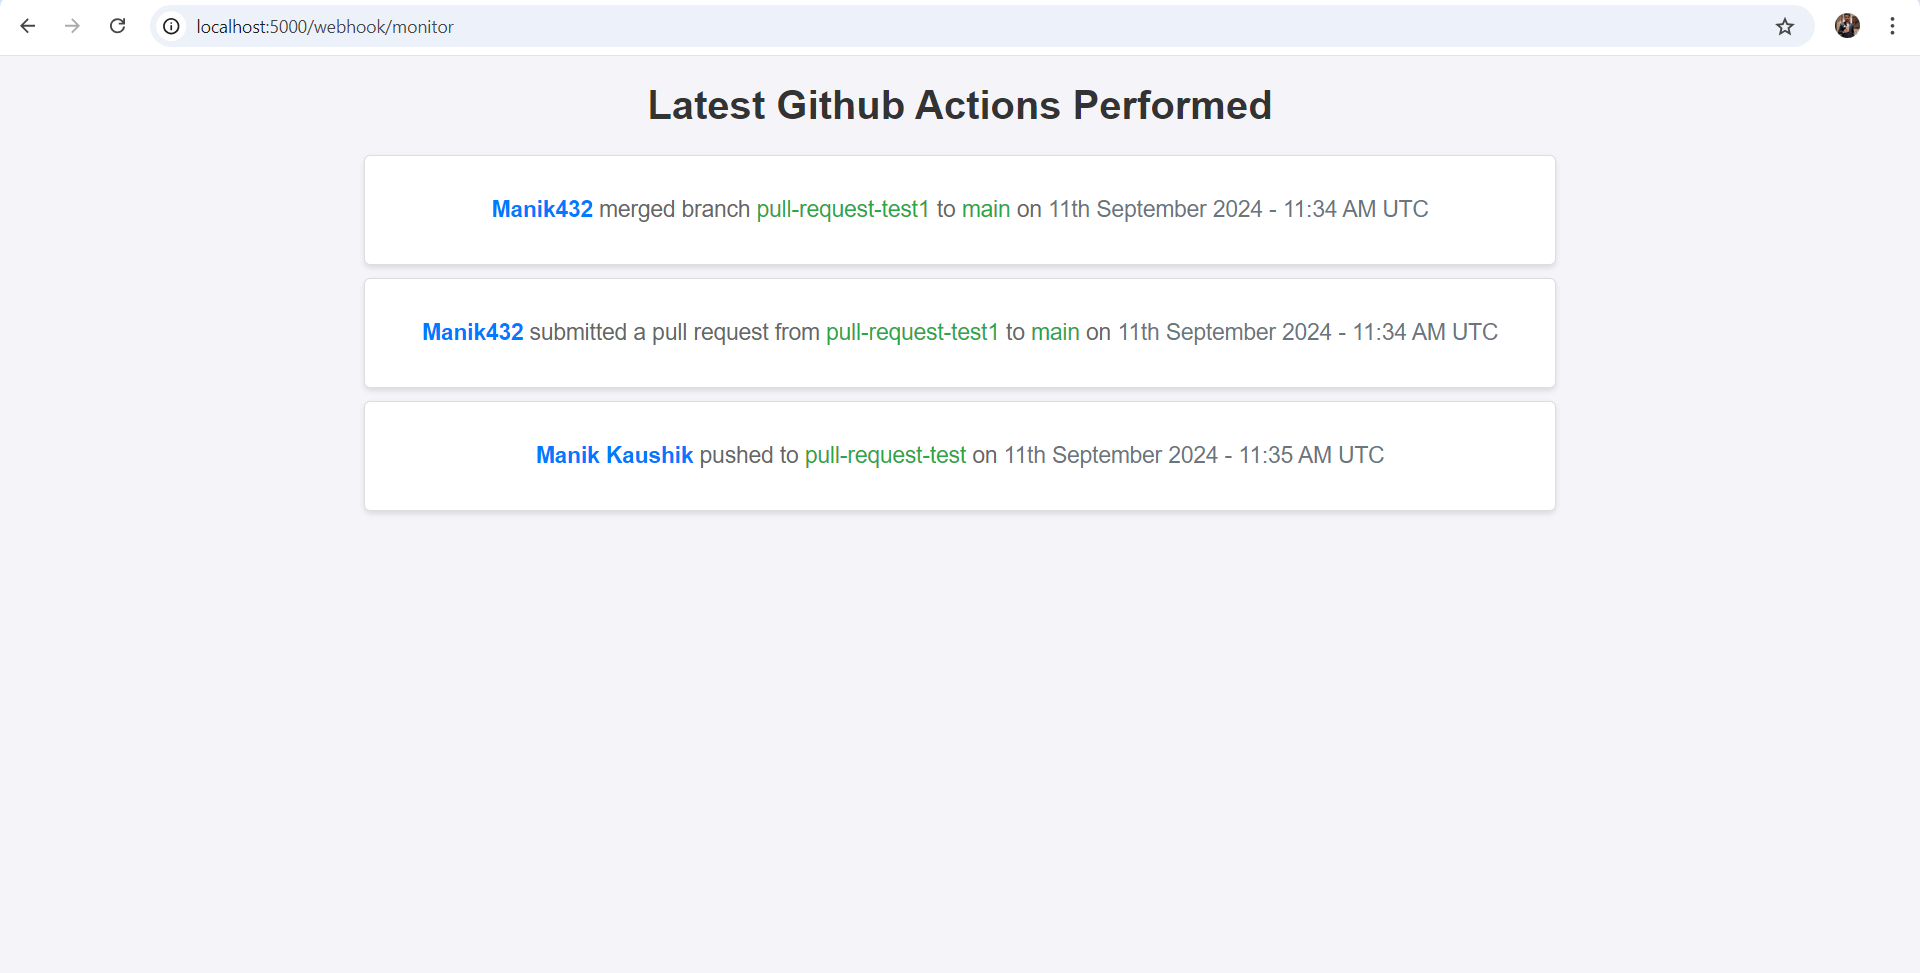 localhost:5000/webhook/monitor
Latest Github Actions Performed
Manik432 merged branch pull-request-test1 to main on 11th September 2024 - 11:34 AM UTC
Manik432 submitted a pull request from pull-request-test1 to main on 11th September 2024 - 11:34 AM UTC
Manik Kaushik pushed to pull-request-test on 11th September 2024 - 11:35 AM UTC